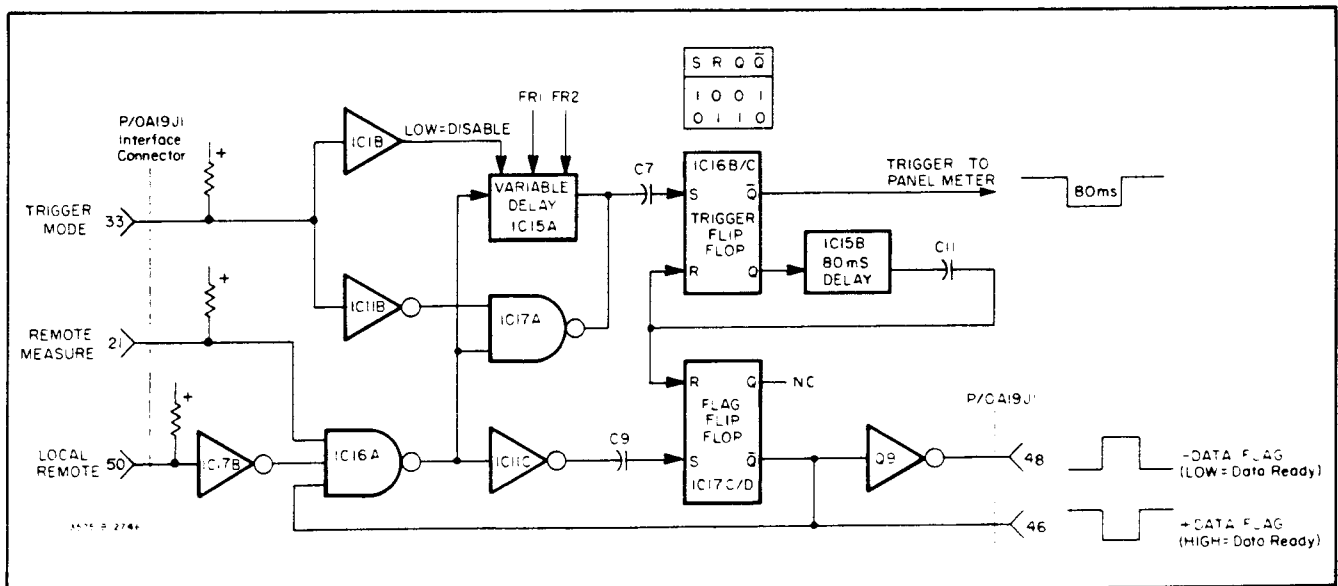 P/OA19J1
Interface
Connector
TRIGGER
MODE
33
+
REMOTE
MEASURE
21
+
LOCAL
REMOTE
50
+
IC1B
LOW=DISABLE
FR1 FR2
VARIABLE
DELAY
IC15A
IC11B
IC17A
IC17B
IC16A
IC11C
C7
C9
S R Q Q̅
1 0 0 1
0 1 1 0
IC16B/C
S Q̅
TRIGGER
FLIP
FLOP
R Q
TRIGGER TO
PANEL METER
80ms
IC15B
80mS
DELAY
C11
R Q NC
FLAG
FLIP
FLOP
S Q̅
IC17C/D
Q9
P/OA19J1
48
46
-DATA FLAG
(LOW=Data Ready)
+DATA FLAG
(HIGH=Data Ready)